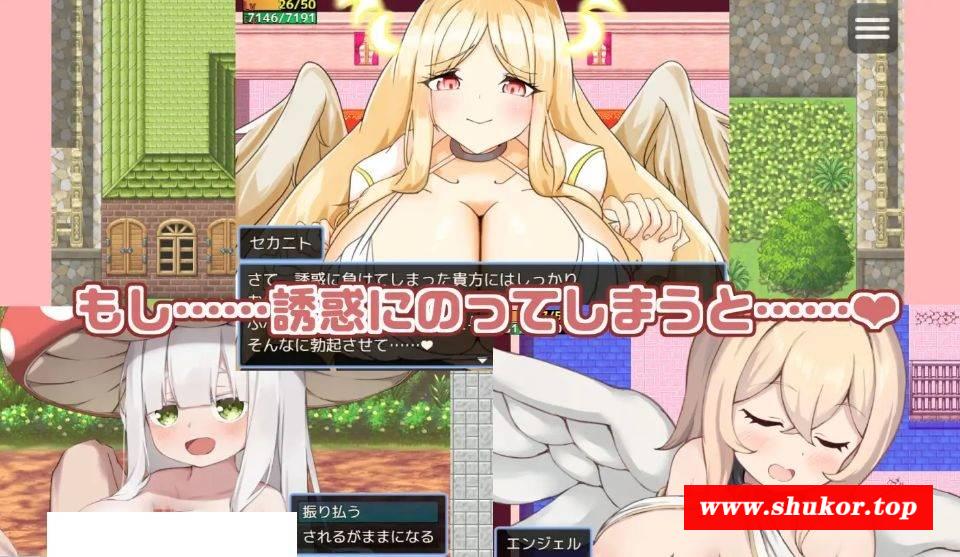 26/50
7146/7191
セカニト
さて、誘惑に負けてしまった貴方にはしっかり
もし……誘惑にのってしまうと……♥
そんなに勃起させて……♥
振り払う
されるがままになる
エンジェル
www.shukor.top